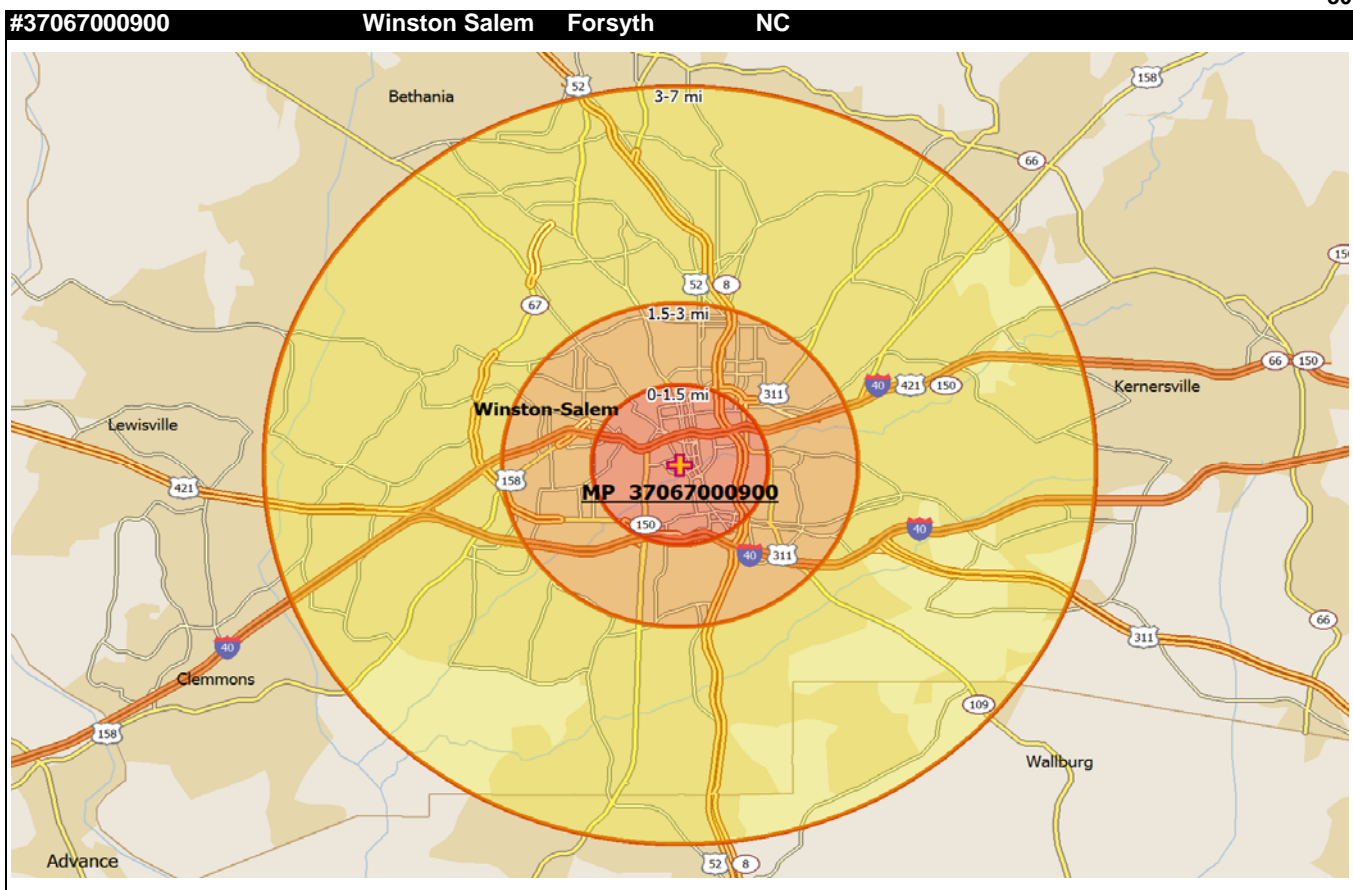 #37067000900 Winston Salem Forsyth NC
52
3-7 mi
158
Bethania
66
150
52 8
67
1.5-3 mi
66 150
0-1.5 mi
311
40 421 150
Kernersville
Winston-Salem
Lewisville
MP 37067000900
158
421
150
40
40 311
66
311
40
Clemmons
109
158
Wallburg
Advance
52 8